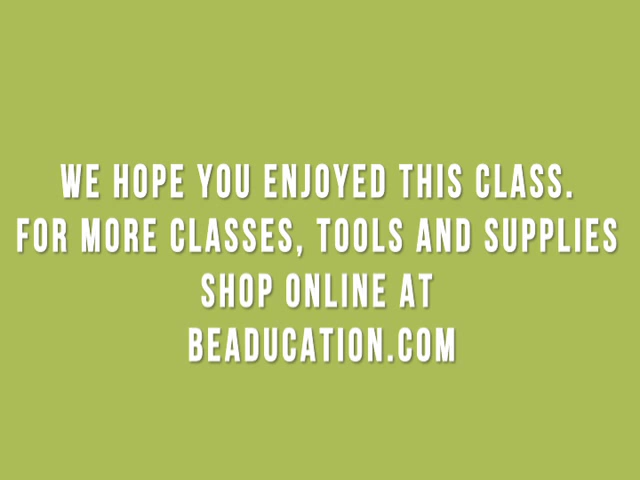 WE HOPE YOU ENJOYED THIS CLASS.
FOR MORE CLASSES, TOOLS AND SUPPLIES
SHOP ONLINE AT
BEADUCATION.COM